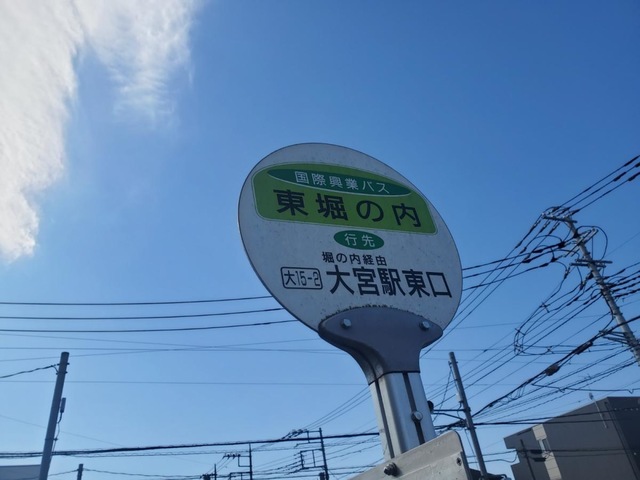 国際興業バス
東堀の内
行先
堀の内経由
大15-2 大宮駅東口